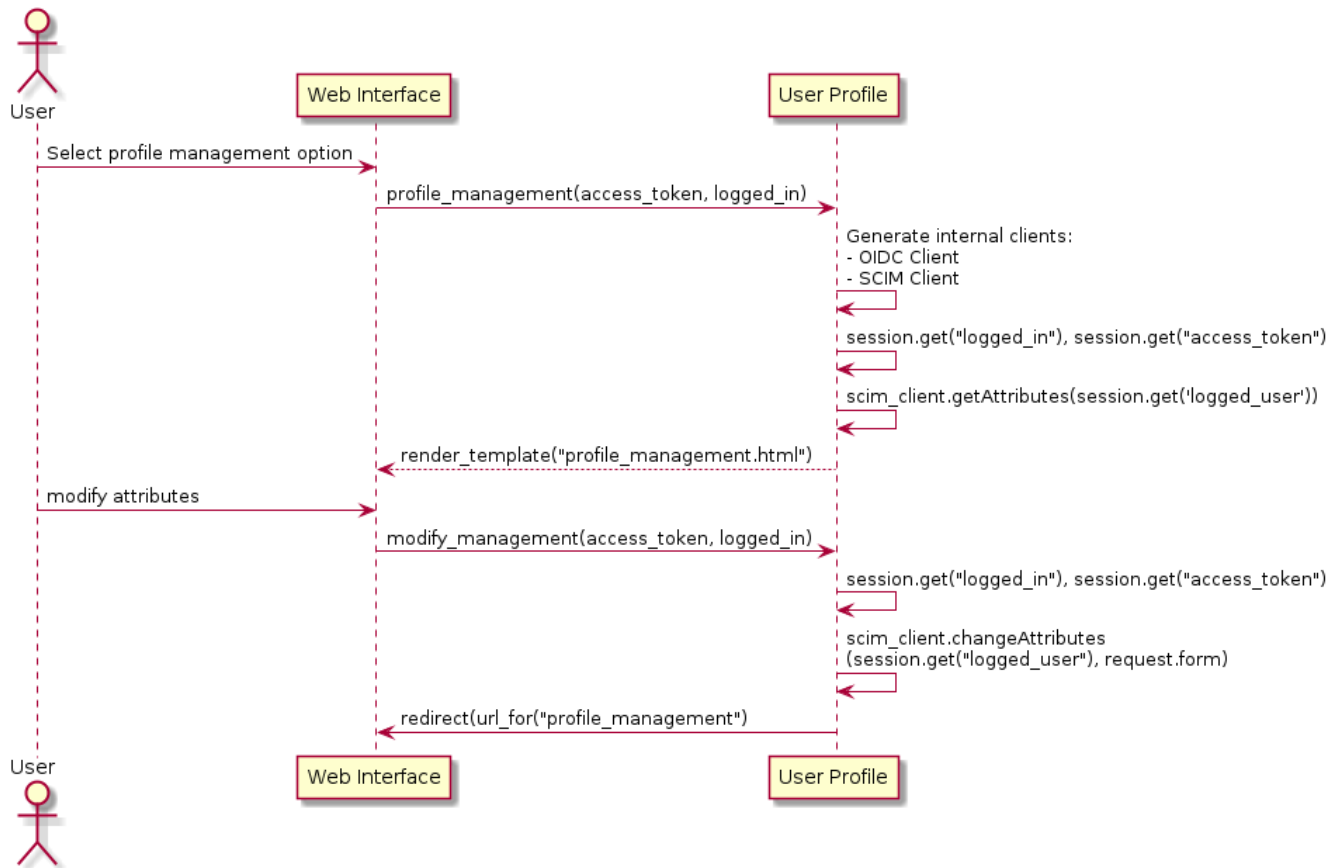 User
Web Interface
User Profile
Select profile management option
profile_management(access_token, logged_in)
Generate internal clients:
- OIDC Client
- SCIM Client
session.get("logged_in"), session.get("access_token")
scim_client.getAttributes(session.get('logged_user'))
render_template("profile_management.html")
modify attributes
modify_management(access_token, logged_in)
session.get("logged_in"), session.get("access_token")
scim_client.changeAttributes
(session.get("logged_user"), request.form)
redirect(url_for("profile_management")
User
Web Interface
User Profile